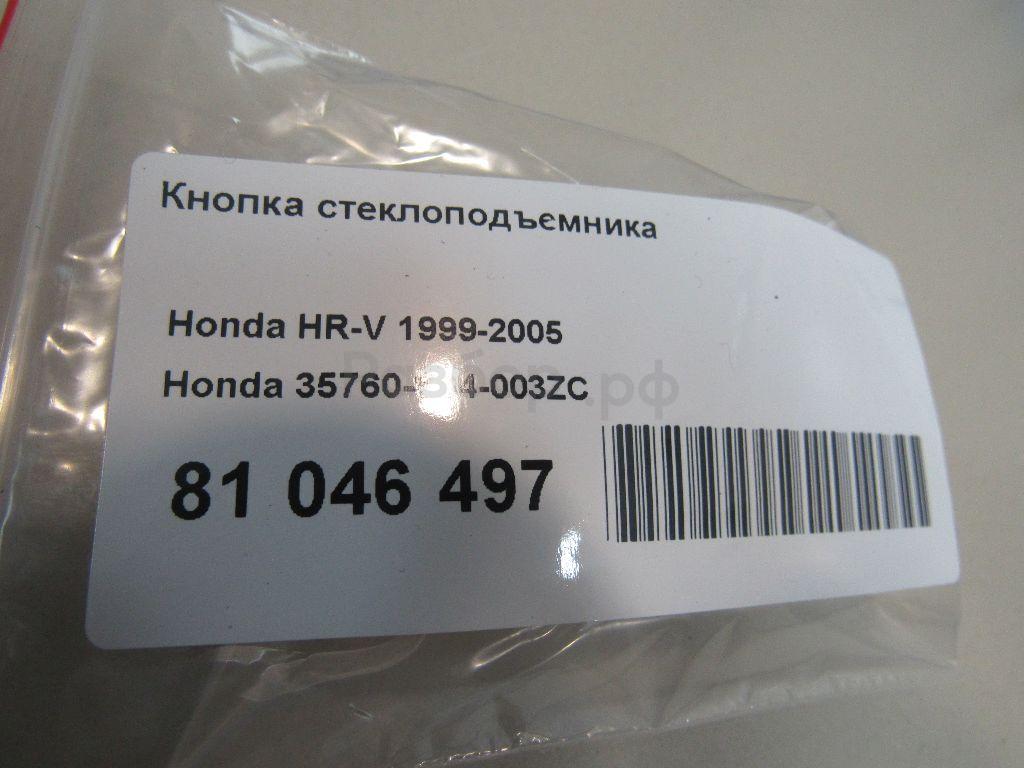 Кнопка стеклоподъемника
Honda HR-V 1999-2005
Honda
81 046 497